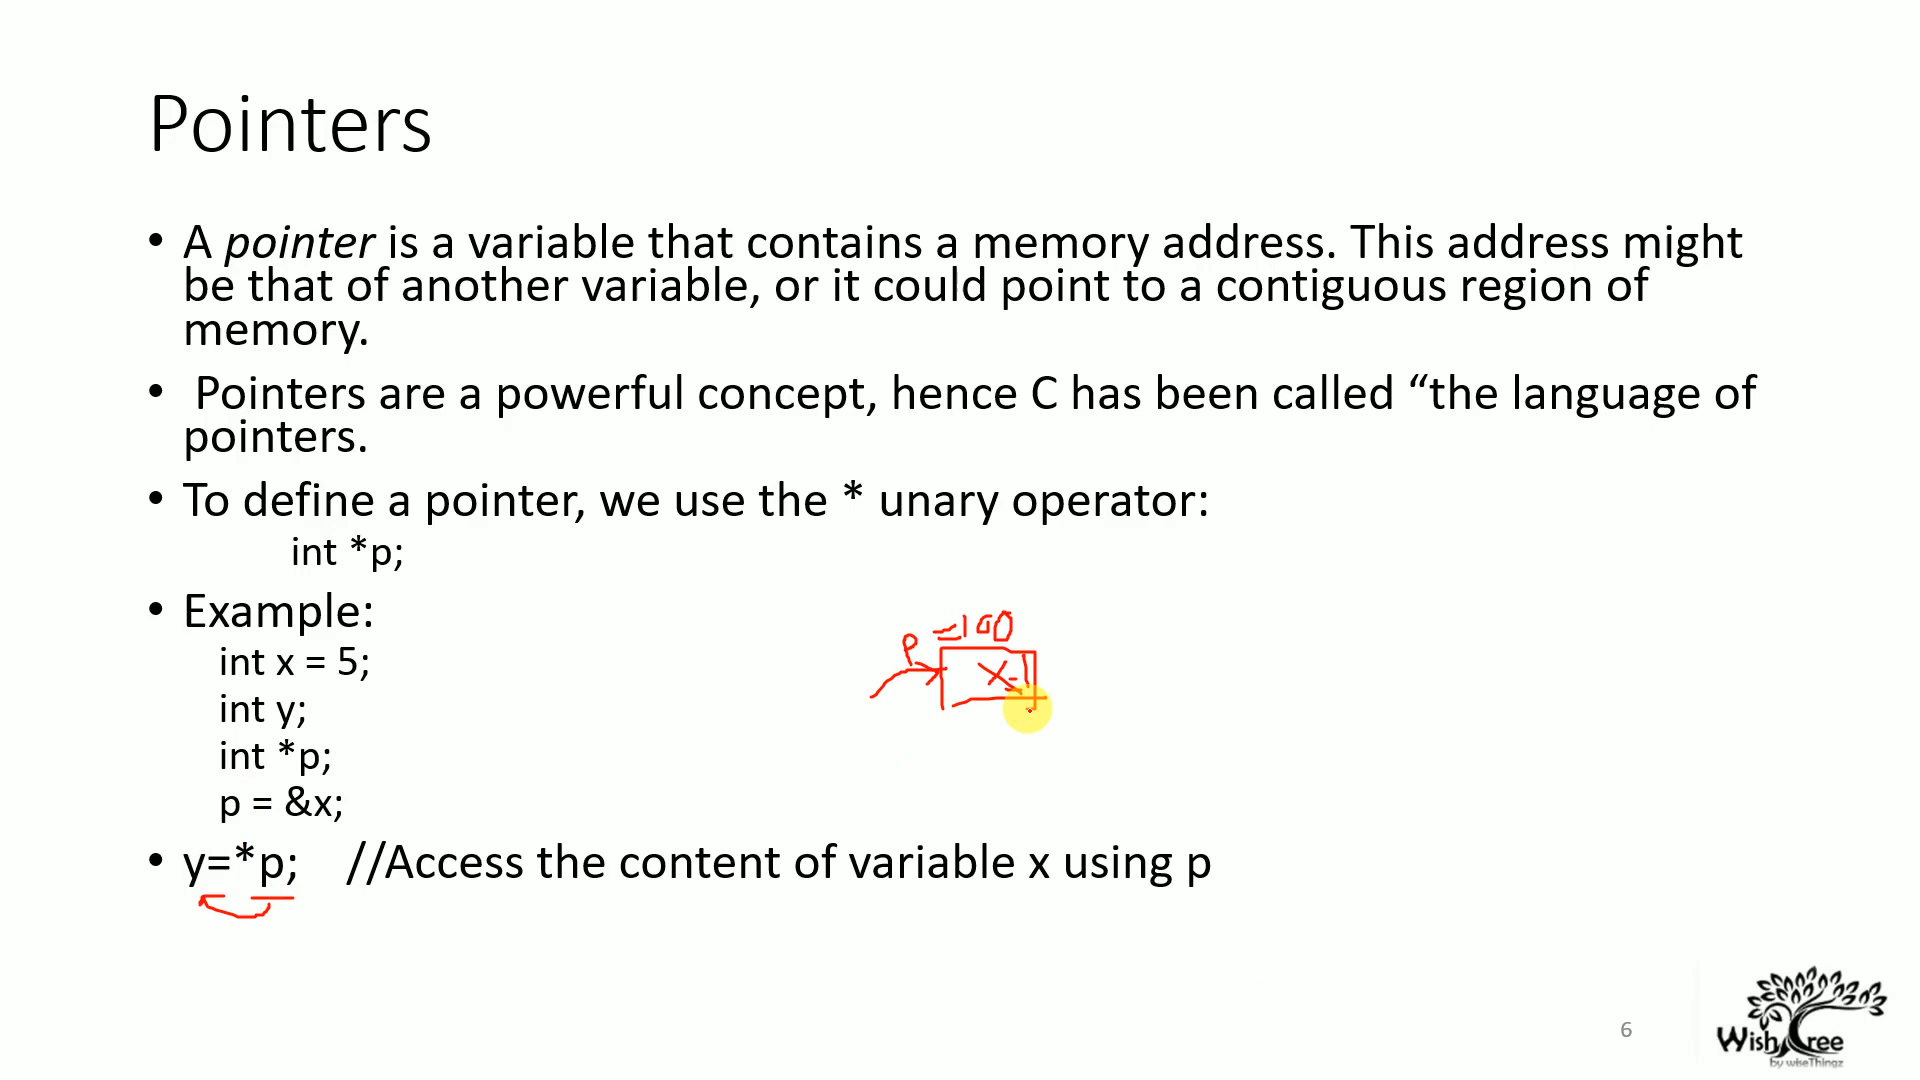 Pointers
• A pointer is a variable that contains a memory address. This address might
be that of another variable, or it could point to a contiguous region of
memory.
• Pointers are a powerful concept, hence C has been called “the language of
pointers.
• To define a pointer, we use the * unary operator:
int *p;
• Example:
int x = 5;
int y;
int *p;
p = &x;
• y=*p; //Access the content of variable x using p
P =100
X
6
Wish Tree
by wiseThingz